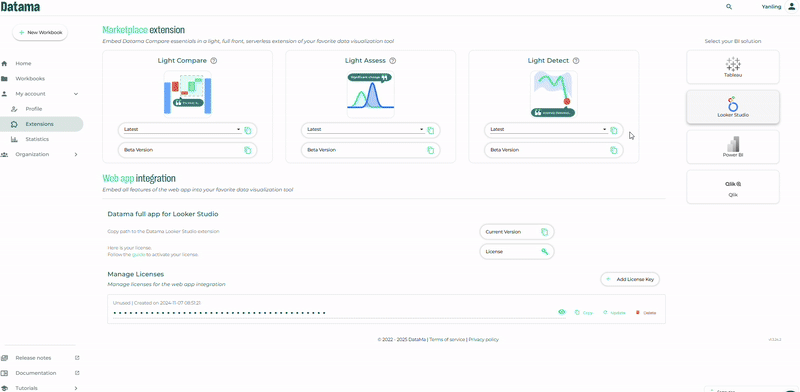 Datama
Yanling
New Workbook
Home
Workbooks
My account
Profile
Extensions
Statistics
Organization
Release notes
Documentation
Tutorials
Marketplace extension
Embed Datama Compare essentials in a light, full front, serverless extension of your favorite data visualization tool
Light Compare
Latest
Beta Version
Light Assess
Significant change
Latest
Beta Version
Light Detect
Latest
Beta Version
Select your BI solution
Tableau
Looker Studio
Power BI
Qlik
Qlik
Web app integration
Embed all features of the web app into your favorite data visualization tool
Datama full app for Looker Studio
Copy path to the Datama Looker Studio extension
Current Version
Here is your license.
Follow the guide to activate your license.
License
Manage Licenses
Manage licenses for the web app integration
Add License Key
Unused | Created on 2024-11-07 08:51:21
Copy
Update
Delete
© 2022 - 2025 DataMa | Terms of service | Privacy policy